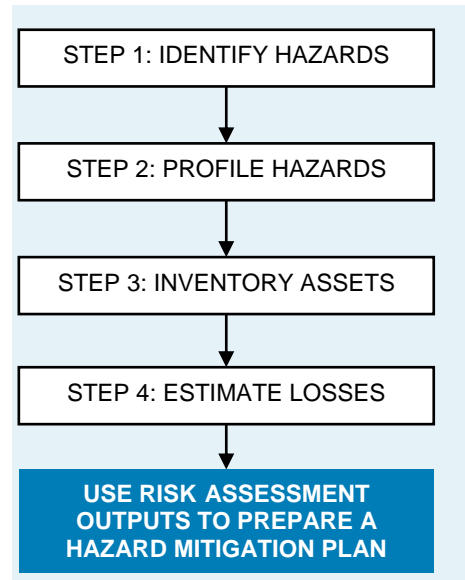 STEP 1: IDENTIFY HAZARDS
STEP 2: PROFILE HAZARDS
STEP 3: INVENTORY ASSETS
STEP 4: ESTIMATE LOSSES
USE RISK ASSESSMENT
OUTPUTS TO PREPARE A
HAZARD MITIGATION PLAN